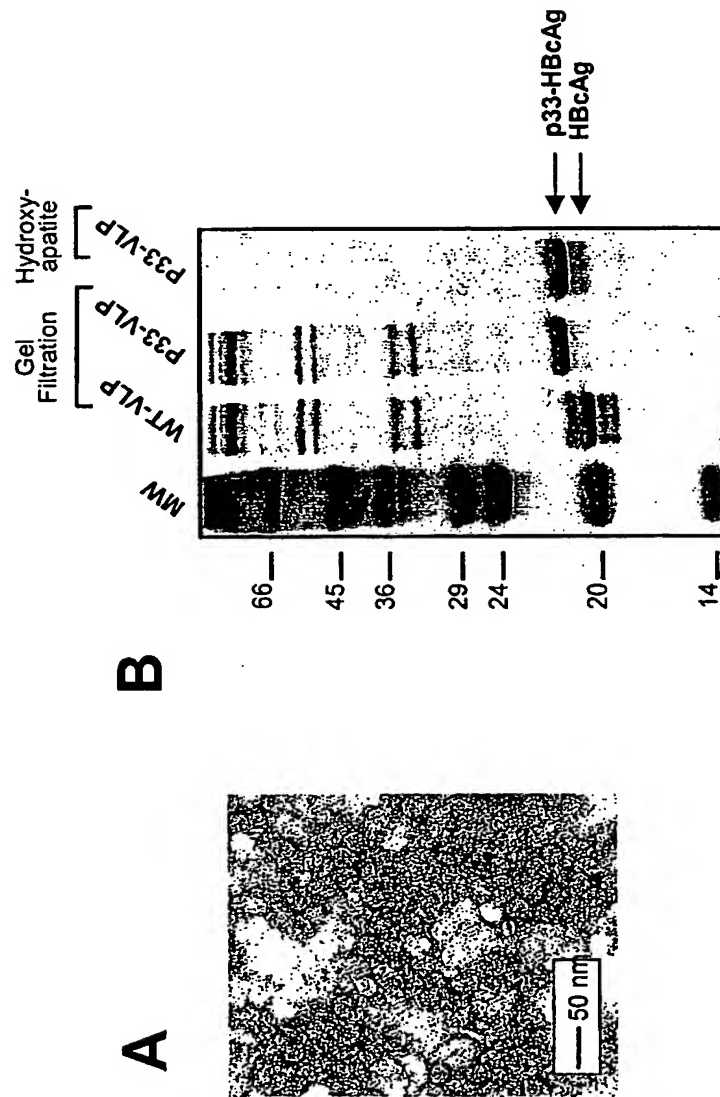 A
50 nm
B
Gel
Filtration
Hydroxy-
apatite
MW
WT-VLP
P33-VLP
P33-VLP
66
45
36
29
24
20
14
p33-HBcAg
HBcAg